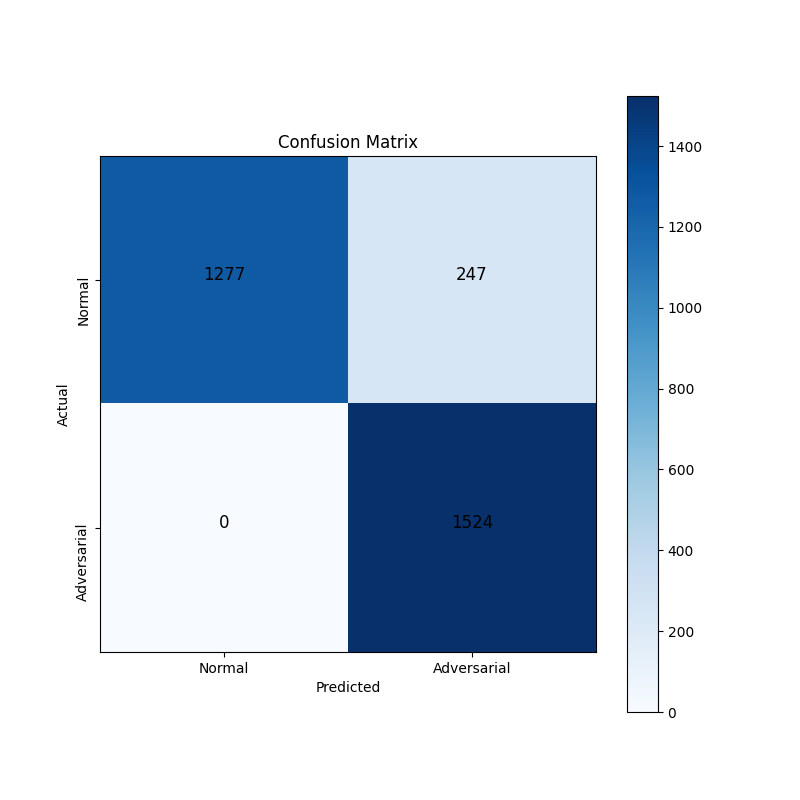 Confusion Matrix
1277
247
0
1524
Normal
Adversarial
Actual
Normal
Adversarial
Predicted
1400
1200
1000
800
600
400
200
0